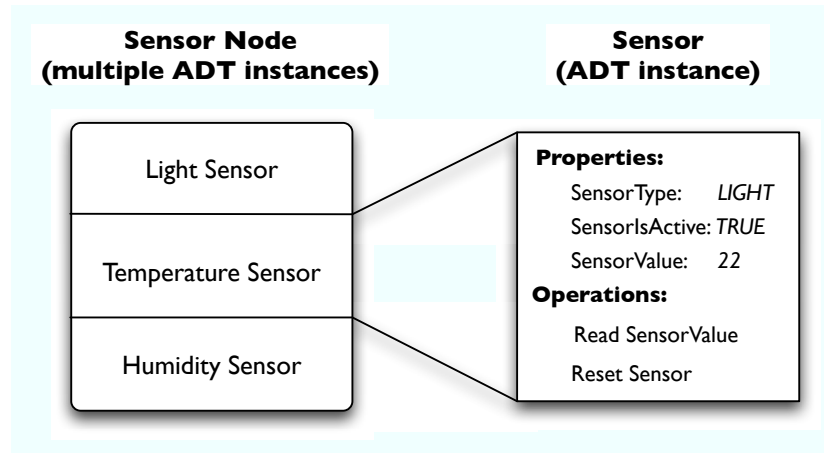 Sensor Node
(multiple ADT instances)
Light Sensor
Temperature Sensor
Humidity Sensor
Sensor
(ADT instance)
Properties:
SensorType: LIGHT
SensorIsActive: TRUE
SensorValue: 22
Operations:
Read SensorValue
Reset Sensor